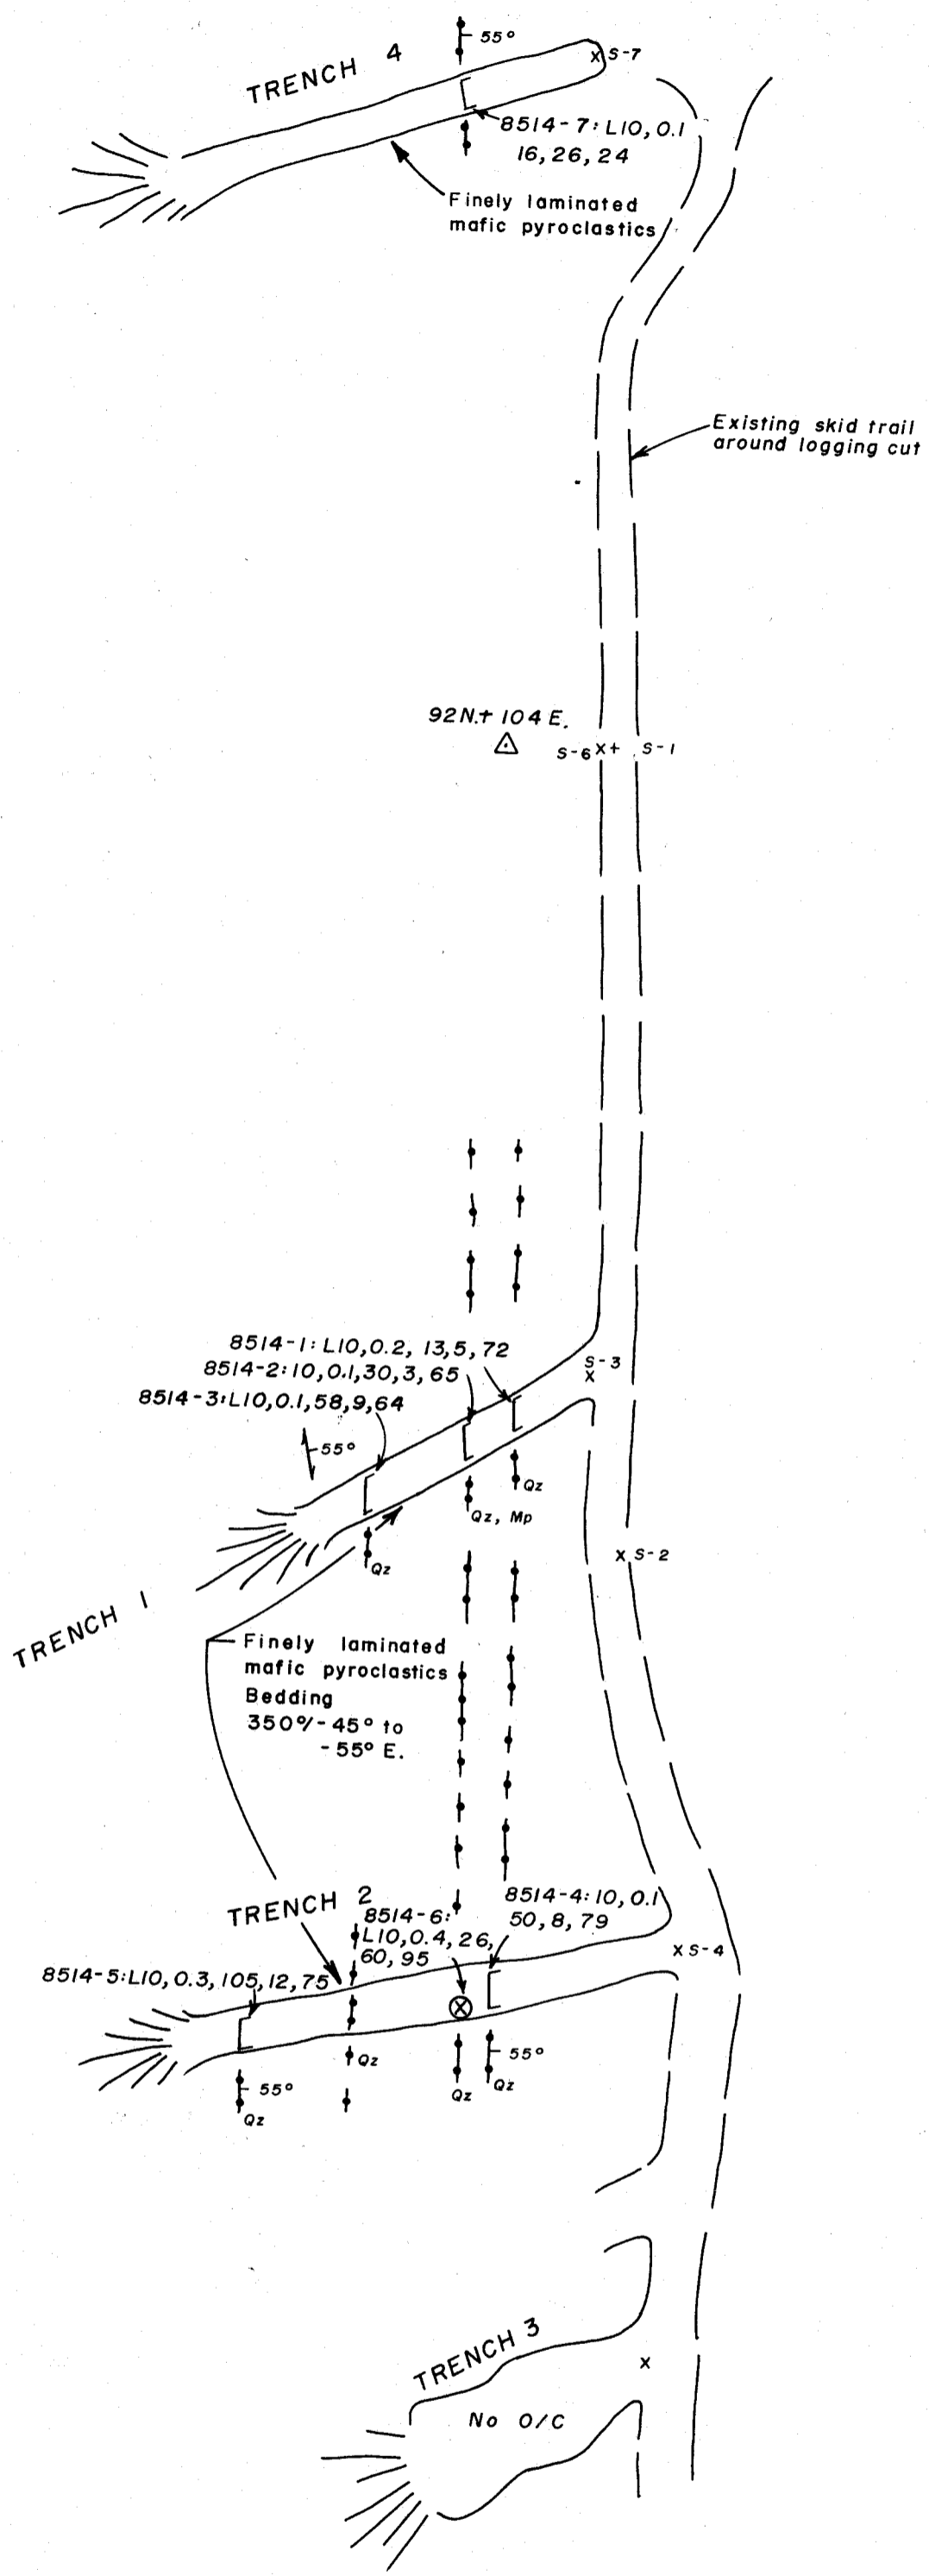 TRENCH 4
55°
x S-7
8514-7: L10, 0.1
16, 26, 24
Finely laminated
mafic pyroclastics
Existing skid trail
around logging cut
92N.+ 104 E.
S-6 x + S-1
8514-1: L10, 0.2, 13, 5, 72
8514-2: 10, 0.1, 30, 3, 65
8514-3: L10, 0.1, 58, 9, 64
S-3
x
55°
Qz
Qz, Mp
Qz
x S-2
TRENCH 1
Finely laminated
mafic pyroclastics
Bedding
350°/-45° to
-55° E.
TRENCH 2
8514-6:
L10, 0.4, 26,
60, 95
8514-4: 10, 0.1
50, 8, 79
x S-4
8514-5: L10, 0.3, 105, 12, 75
55°
Qz
Qz
Qz
55°
Qz
TRENCH 3
x
No O/C